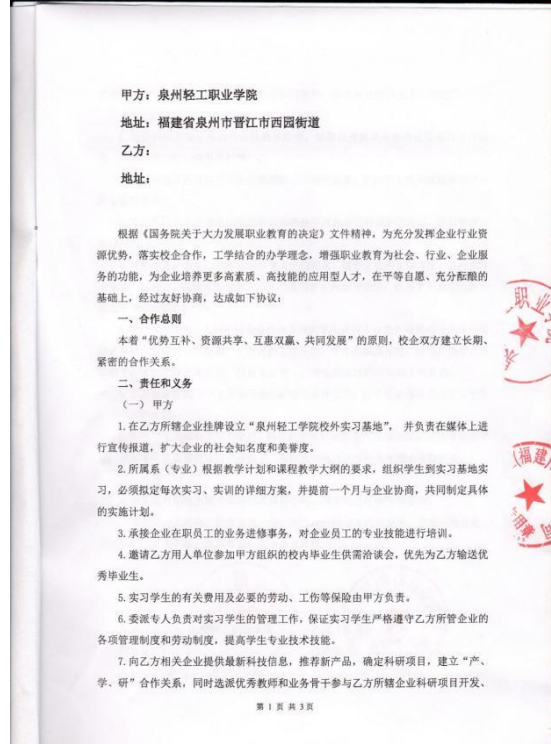 甲方：泉州轻工职业学院
地址：福建省泉州市晋江市西园街道
乙方：
地址：
根据《国务院关于大力发展职业教育的决定》文件精神，为充分发挥企业行业资
源优势，落实校企合作，工学结合的办学理念，增强职业教育为社会、行业、企业服
务的功能，为企业培养更多高素质、高技能的应用型人才，在平等自愿、充分酝酿的
基础上，经过友好协商，达成如下协议：
一、合作总则
本着“优势互补、资源共享、互惠双赢、共同发展”的原则，校企双方建立长期、
紧密的合作关系。
二、责任和义务
（一）甲方
1.在乙方所辖企业挂牌设立“泉州轻工学院校外实习基地”， 并负责在媒体上进
行宣传报道，扩大企业的社会知名度和美誉度。
2.所属系（专业）根据教学计划和课程教学大纲的要求，组织学生到实习基地实
习，必须拟定每次实习、实训的详细方案，并提前一个月与企业协商，共同制定具体
的实施计划。
3.承接企业在职员工的业务进修事务，对企业员工的专业技能进行培训。
4.邀请乙方用人单位参加甲方组织的校内毕业生供需洽谈会，优先为乙方输送优
秀毕业生。
5.实习学生的有关费用及必要的劳动、工伤等保险由甲方负责。
6.委派专人负责对实习学生的管理工作，保证实习学生严格遵守乙方所管企业的
各项管理制度和劳动制度，提高学生专业技术技能。
7.向乙方相关企业提供最新科技信息，推荐新产品，确定科研项目，建立“产、
学、研”合作关系，同时选派优秀教师和业务骨干参与乙方所辖企业科研项目开发、
第 1 页 共 3 页
职业
(福建)